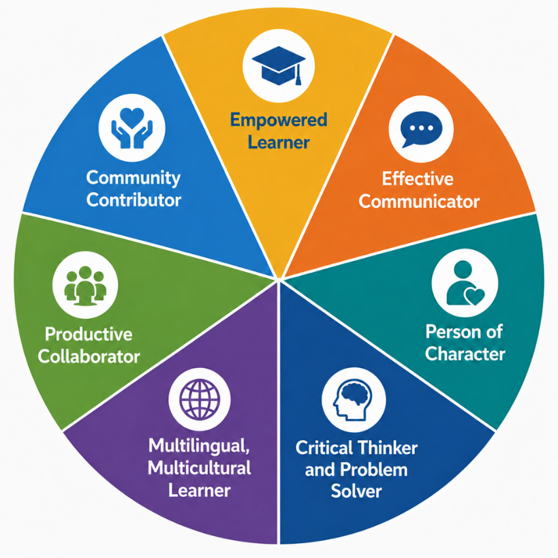 Empowered
Learner
Effective
Communicator
Person of
Character
Critical Thinker
and Problem
Solver
Multilingual,
Multicultural
Learner
Productive
Collaborator
Community
Contributor